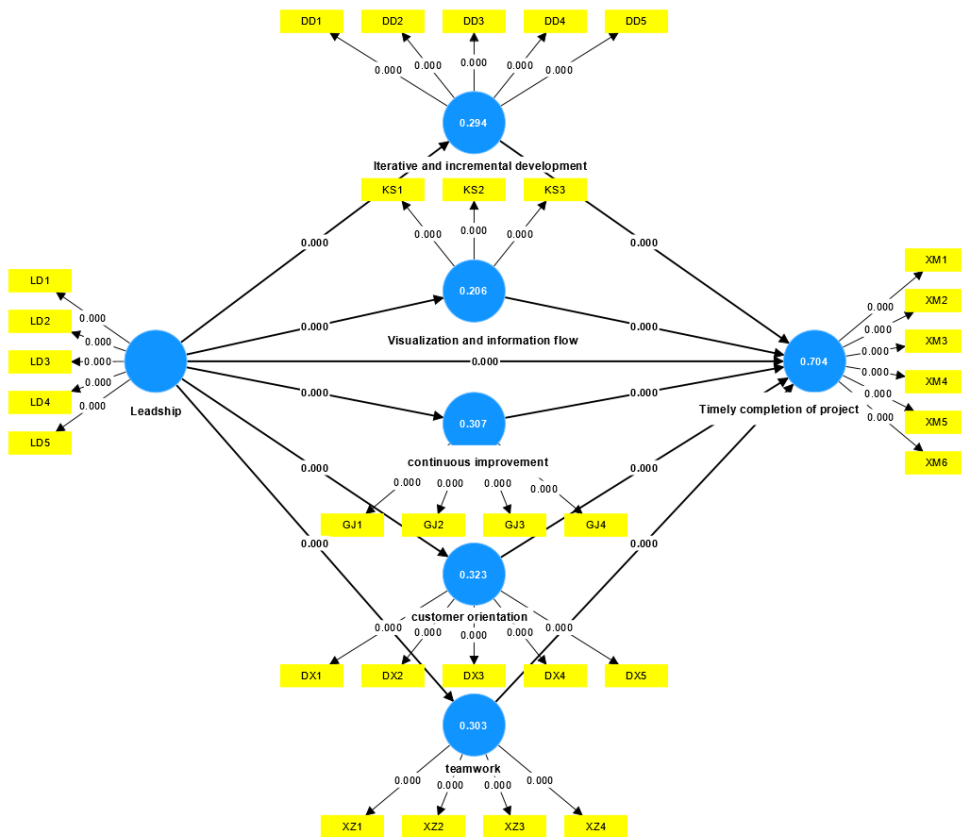 DD1 DD2 DD3 DD4 DD5
0.000 0.000 0.000 0.000 0.000
0.294
Iterative and incremental development
KS1 KS2 KS3
0.000 0.000 0.000
0.000 0.000
0.206
Visualization and information flow
0.000 0.000
LD1
LD2
LD3
LD4
LD5
0.000
0.000
0.000
0.000
0.000
Leadship
0.000
0.704
Timely completion of project
XM1
XM2
XM3
XM4
XM5
XM6
0.000
0.000
0.000
0.000
0.000
0.000
0.000 0.000
0.307
continuous improvement
0.000 0.000 0.000 0.000
GJ1 GJ2 GJ3 GJ4
0.000 0.000
0.323
customer orientation
0.000 0.000 0.000 0.000 0.000
DX1 DX2 DX3 DX4 DX5
0.000 0.000
0.303
teamwork
0.000 0.000 0.000 0.000
XZ1 XZ2 XZ3 XZ4